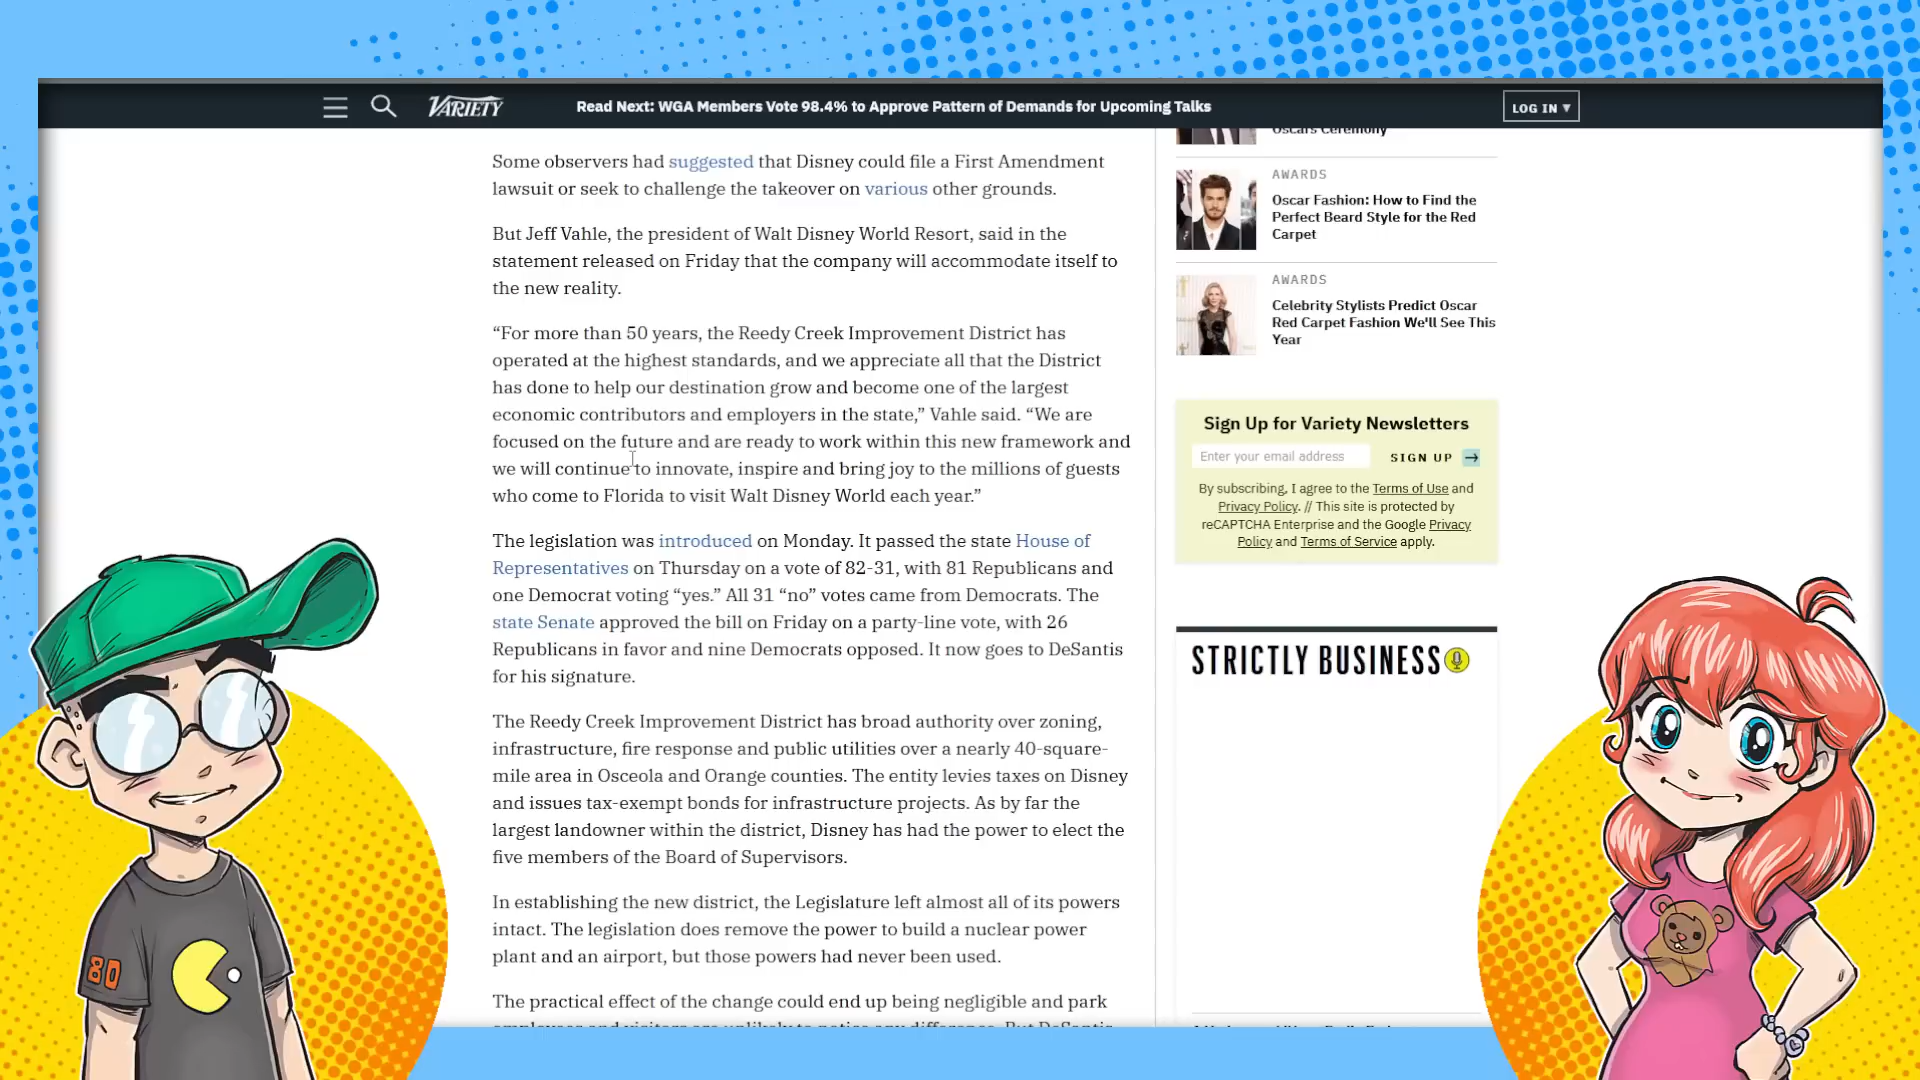 VARIETY
Read Next: WGA Members Vote 98.4% to Approve Pattern of Demands for Upcoming Talks
LOG IN ▾
Some observers had suggested that Disney could file a First Amendment
lawsuit or seek to challenge the takeover on various other grounds.
But Jeff Vahle, the president of Walt Disney World Resort, said in the
statement released on Friday that the company will accommodate itself to
the new reality.
“For more than 50 years, the Reedy Creek Improvement District has
operated at the highest standards, and we appreciate all that the District
has done to help our destination grow and become one of the largest
economic contributors and employers in the state,” Vahle said. “We are
focused on the future and are ready to work within this new framework and
we will continue to innovate, inspire and bring joy to the millions of guests
who come to Florida to visit Walt Disney World each year.”
The legislation was introduced on Monday. It passed the state House of
Representatives on Thursday on a vote of 82-31, with 81 Republicans and
one Democrat voting “yes.” All 31 “no” votes came from Democrats. The
state Senate approved the bill on Friday on a party-line vote, with 26
Republicans in favor and nine Democrats opposed. It now goes to DeSantis
for his signature.
The Reedy Creek Improvement District has broad authority over zoning,
infrastructure, fire response and public utilities over a nearly 40-square-
mile area in Osceola and Orange counties. The entity levies taxes on Disney
and issues tax-exempt bonds for infrastructure projects. As by far the
largest landowner within the district, Disney has had the power to elect the
five members of the Board of Supervisors.
In establishing the new district, the Legislature left almost all of its powers
intact. The legislation does remove the power to build a nuclear power
plant and an airport, but those powers had never been used.
The practical effect of the change could end up being negligible and park
employees and visitors are unlikely to notice any difference. But DeSantis
Oscars Ceremony
AWARDS
Oscar Fashion: How to Find the
Perfect Beard Style for the Red
Carpet
AWARDS
Celebrity Stylists Predict Oscar
Red Carpet Fashion We'll See This
Year
Sign Up for Variety Newsletters
Enter your email address
SIGN UP →
By subscribing, I agree to the Terms of Use and
Privacy Policy. // This site is protected by
reCAPTCHA Enterprise and the Google Privacy
Policy and Terms of Service apply.
STRICTLY BUSINESS
80